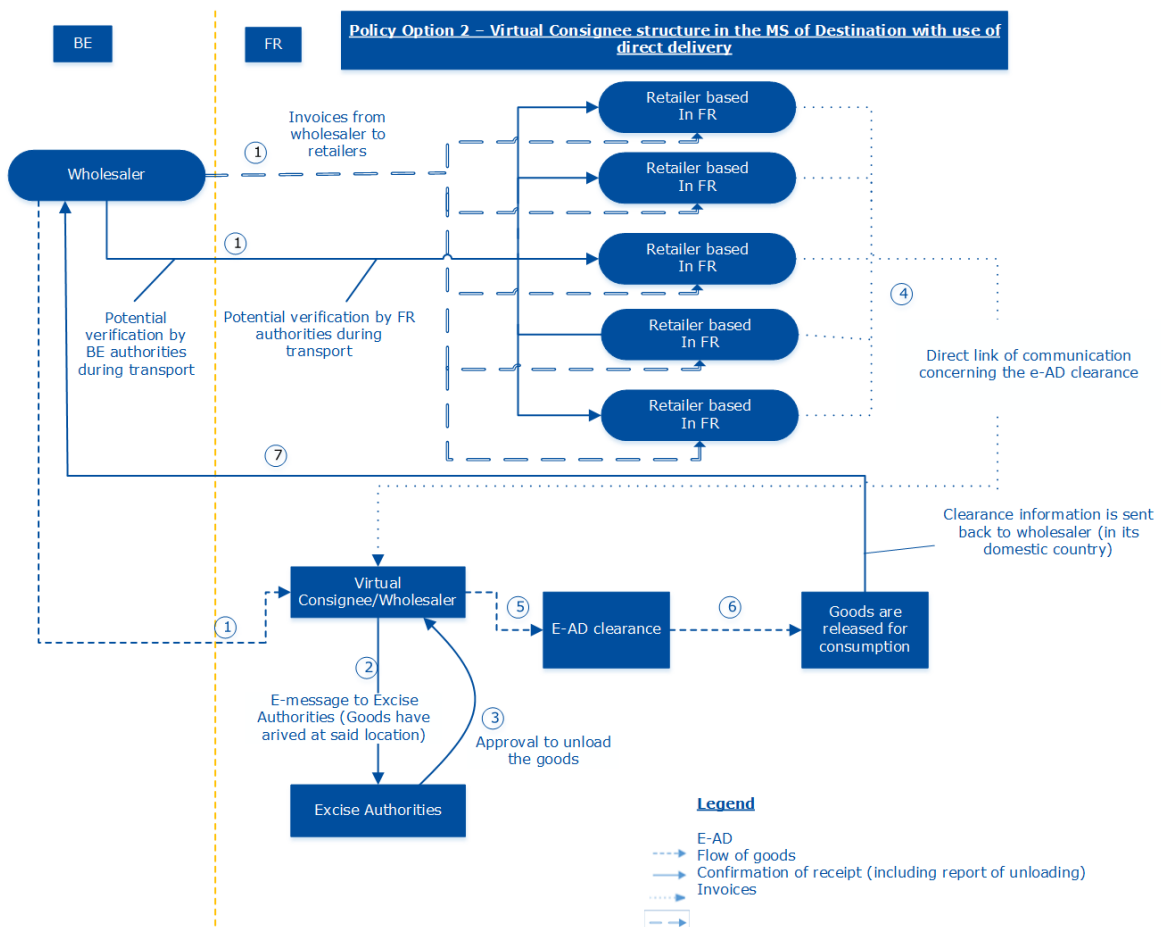 BE
FR
Policy Option 2 – Virtual Consignee structure in the MS of Destination with use of
direct delivery
Invoices from
wholesaler to
retailers
1
Wholesaler
Retailer based
In FR
Retailer based
In FR
1
Retailer based
In FR
4
Potential
verification by
BE authorities
during transport
Potential verification by FR
authorities during
transport
Retailer based
In FR
Direct link of communication
concerning the e-AD clearance
Retailer based
In FR
7
Clearance information is sent
back to wholesaler (in its
domestic country)
Virtual
Consignee/Wholesaler
1
5
E-AD clearance
6
Goods are
released for
consumption
2
E-message to Excise
Authorities (Goods have
arived at said location)
3
Approval to unload
the goods
Excise Authorities
Legend
E-AD
Flow of goods
Confirmation of receipt (including report of unloading)
Invoices